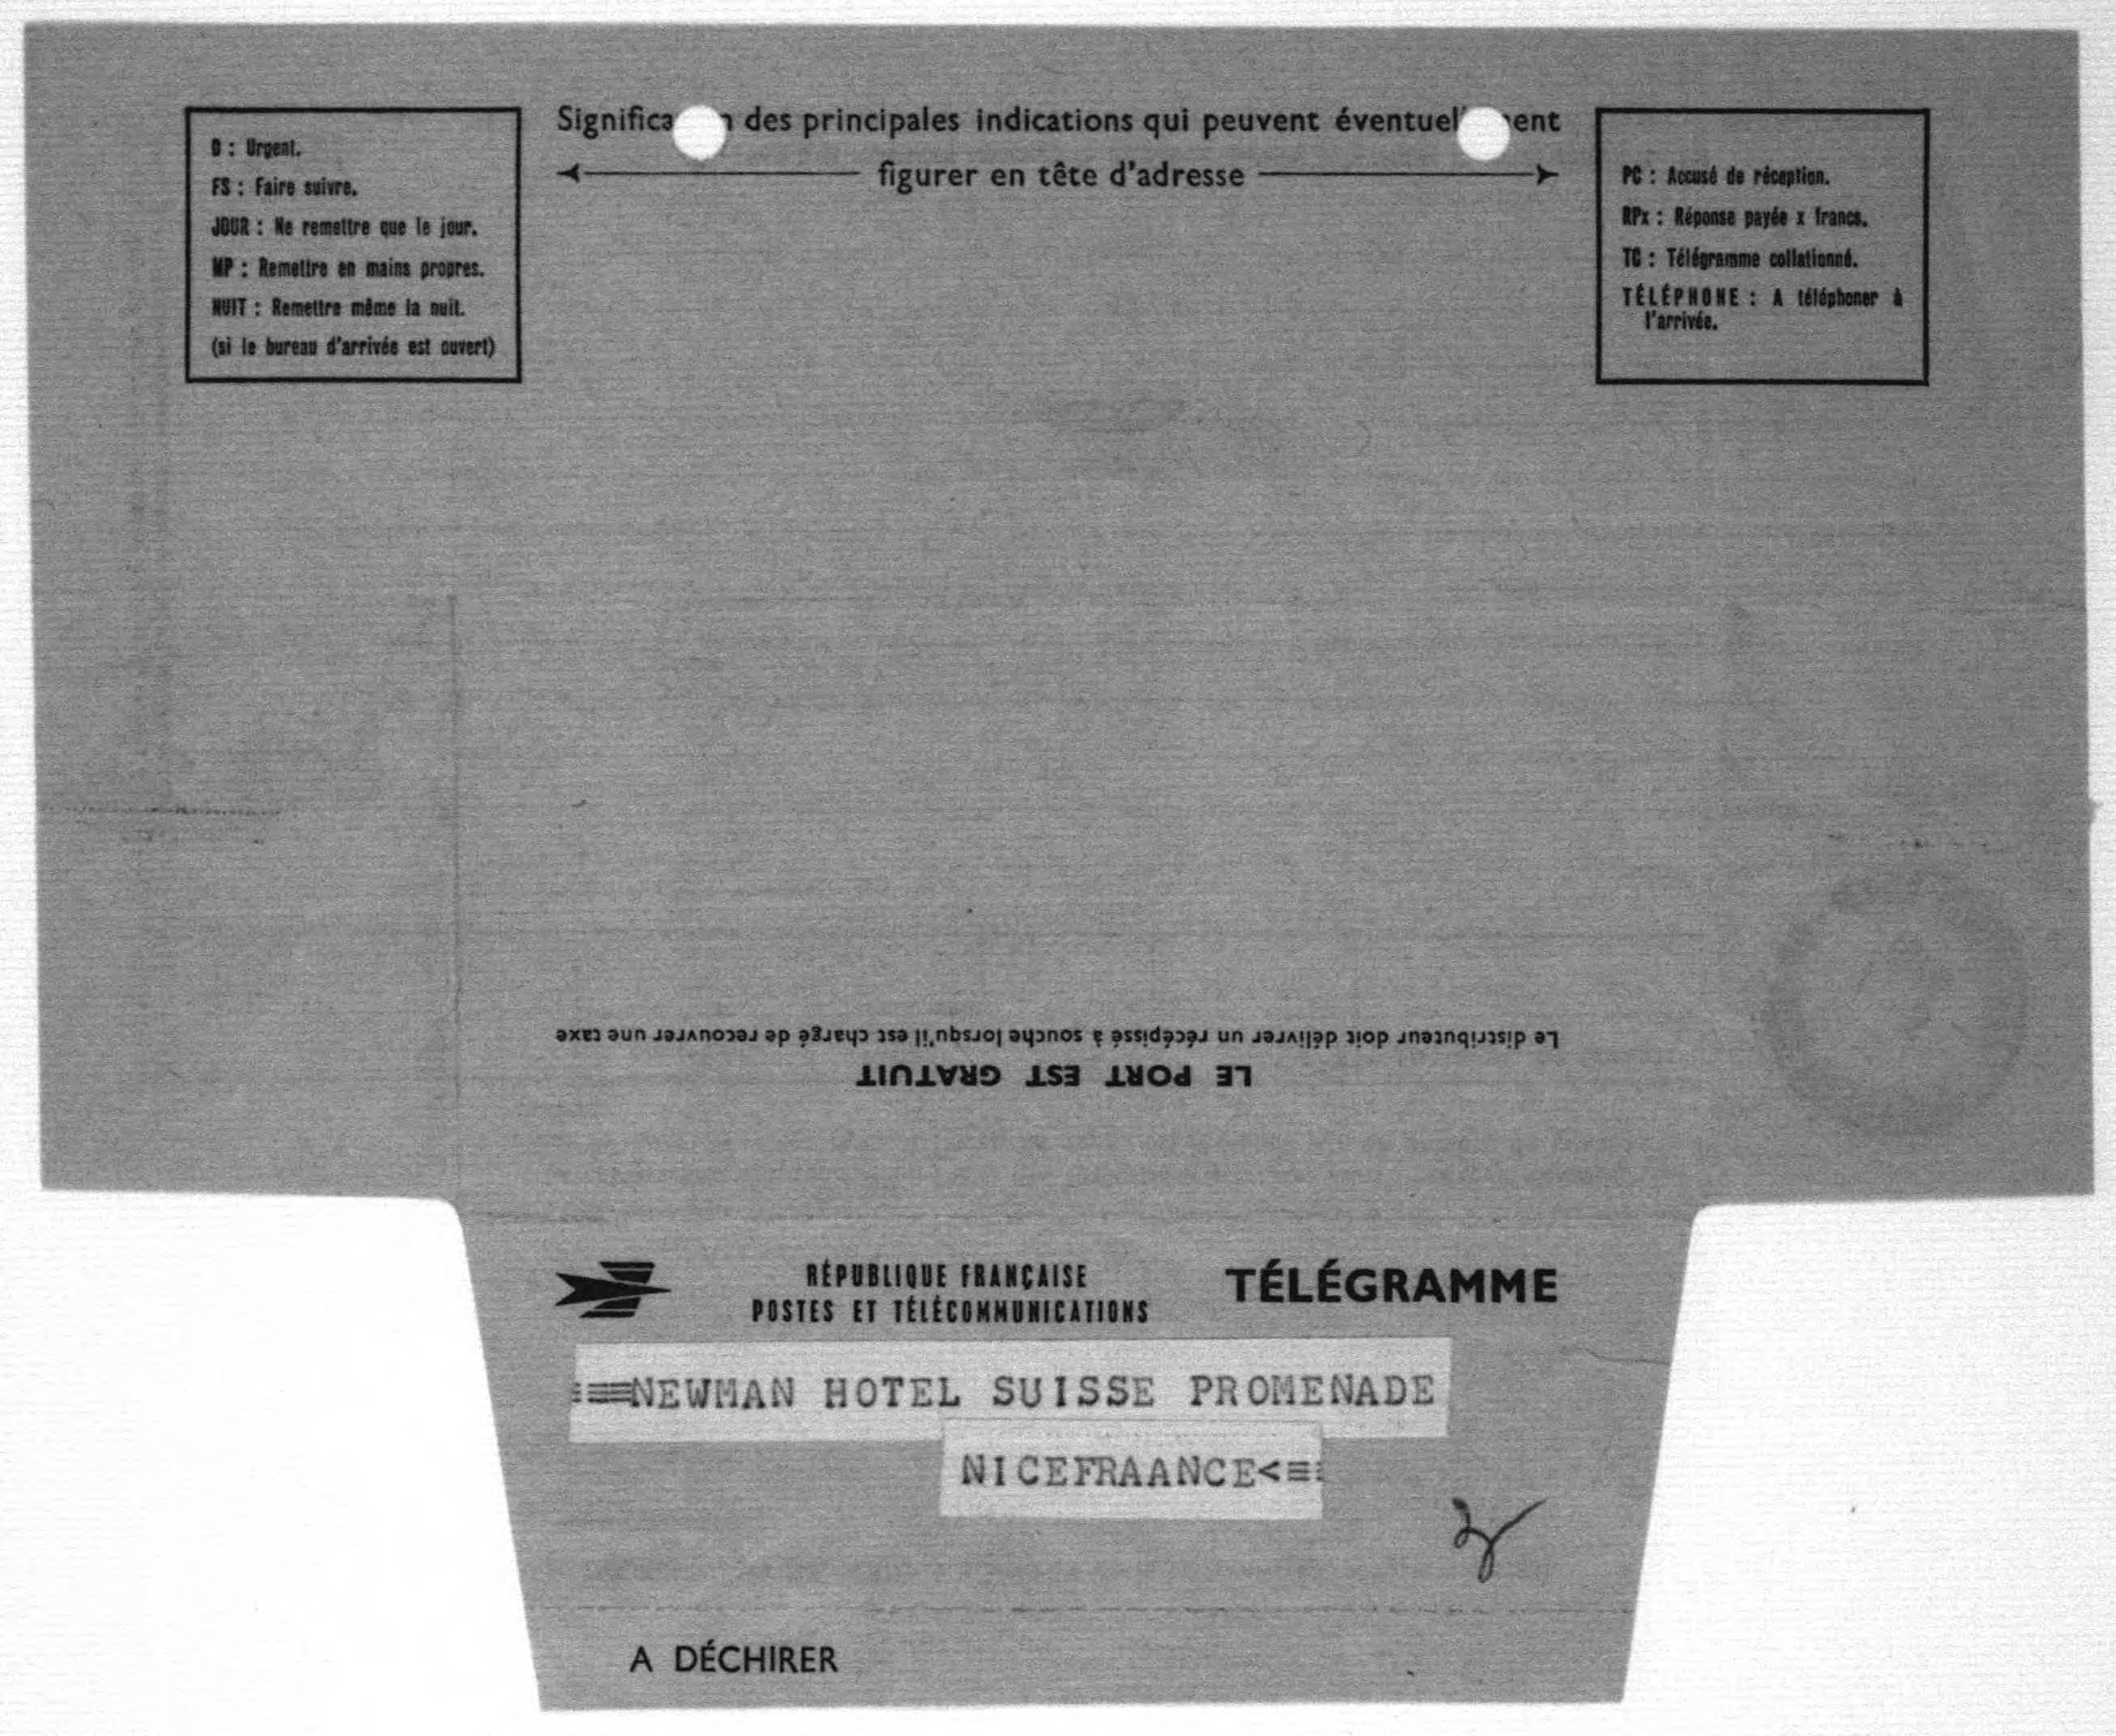 D : Urgent.
FS : Faire suivre.
JOUR : Ne remettre que le jour.
MP : Remettre en mains propres.
NUIT : Remettre même la nuit.
(si le bureau d'arrivée est ouvert)
des principales indications qui peuvent
figurer en tête d'adresse
PC : Accusé de réception.
RPx : Réponse payée x francs.
TC : Télégramme collationné.
TÉLÉPHONE : A téléphoner à
l'arrivée.
Le distributeur doit délivrer un récépissé à souche lorsqu'il est chargé de recouvrer une taxe
LE PORT EST GRATUIT
RÉPUBLIQUE FRANÇAISE
POSTES ET TÉLÉCOMMUNICATIONS
TÉLÉGRAMME
NEWMAN HOTEL SUISSE PROMENADE
NICEFRAANCE<
A DÉCHIRER